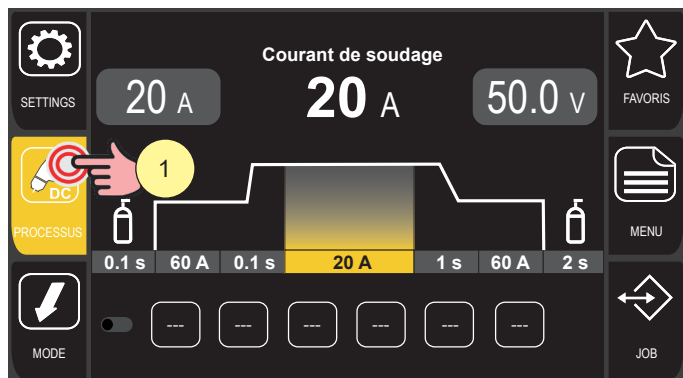 Courant de soudage
SETTINGS
20 A
20 A
50.0 V
FAVORIS
1
DC
PROCESSUS
MENU
0.1 s 60 A 0.1 s 20 A 1 s 60 A 2 s
--- --- --- --- --- ---
MODE
JOB